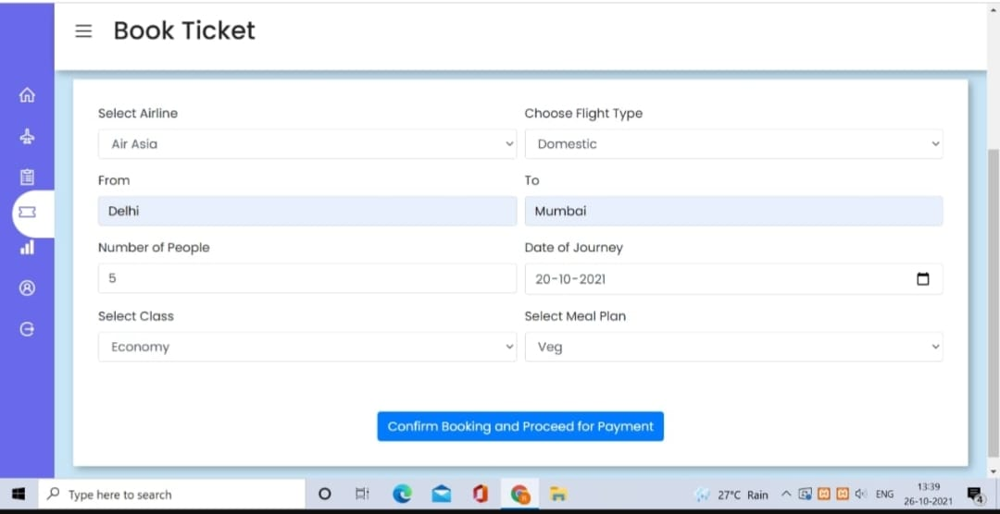 Book Ticket
Select Airline
Choose Flight Type
Air Asia
Domestic
From
To
Delhi
Mumbai
Number of People
Date of Journey
5
20-10-2021
Select Class
Select Meal Plan
Economy
Veg
Confirm Booking and Proceed for Payment
Type here to search
27°C Rain
ENG
13:39
26-10-2021
4